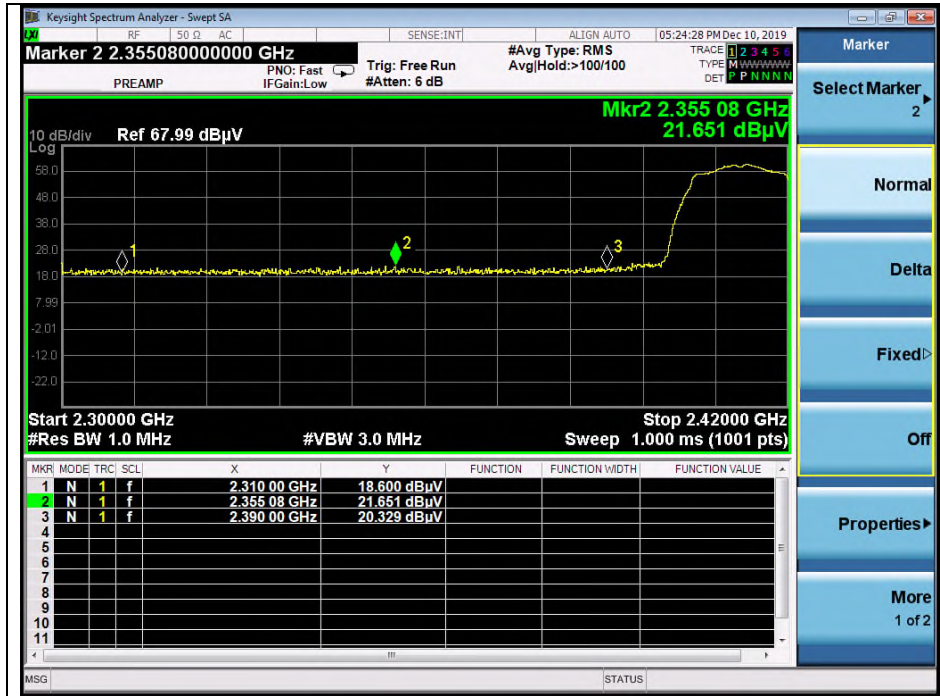 Keysight Spectrum Analyzer - Swept SA
LXI RF 50 Ω AC SENSE:INT ALIGN AUTO 05:24:28 PM Dec 10, 2019
Marker 2 2.355080000000 GHz
PREAMP
PNO: Fast
IFGain:Low
Trig: Free Run
#Atten: 6 dB
#Avg Type: RMS
Avg|Hold:>100/100
TRACE 1 2 3 4 5 6
TYPE M W W W W W
DET P P N N N N
Mkr2 2.355 08 GHz
21.651 dBµV
10 dB/div Ref 67.99 dBµV
Log
58.0
48.0
38.0
28.0
18.0
7.99
-2.01
-12.0
-22.0
1
2
3
Start 2.30000 GHz
Stop 2.42000 GHz
#Res BW 1.0 MHz #VBW 3.0 MHz Sweep 1.000 ms (1001 pts)
MKR MODE TRC SCL X Y FUNCTION FUNCTION WIDTH FUNCTION VALUE
1 N 1 f 2.310 00 GHz 18.600 dBµV
2 N 1 f 2.355 08 GHz 21.651 dBµV
3 N 1 f 2.390 00 GHz 20.329 dBµV
4
5
6
7
8
9
10
11
MSG STATUS
Marker
Select Marker
2
Normal
Delta
Fixed
Off
Properties
More
1 of 2